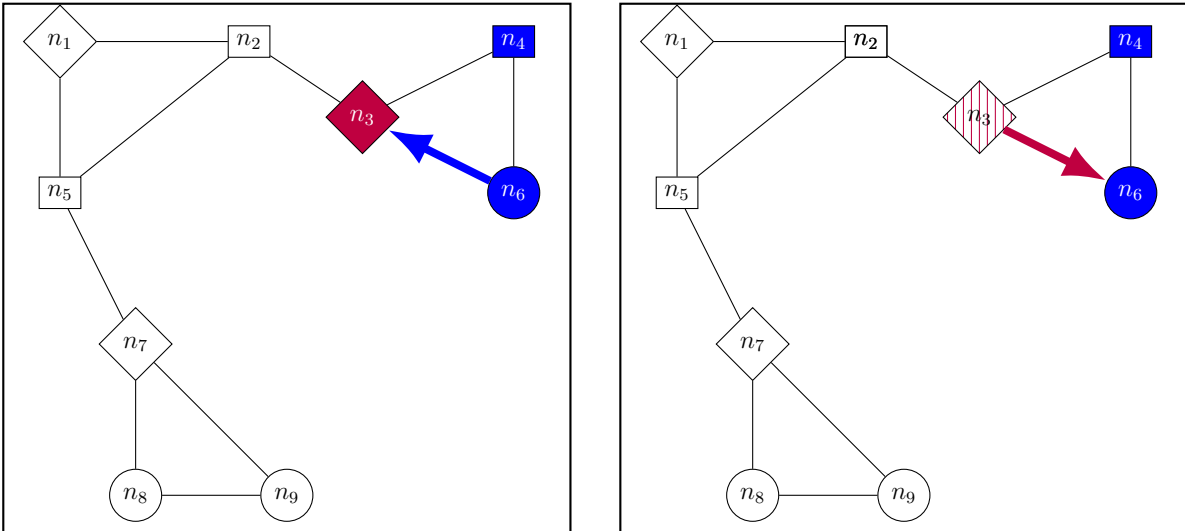 n₁ n₂ n₄
n₃
n₅ n₆
n₇
n₈ n₉
n₁ n₂ n₄
n₃
n₅ n₆
n₇
n₈ n₉